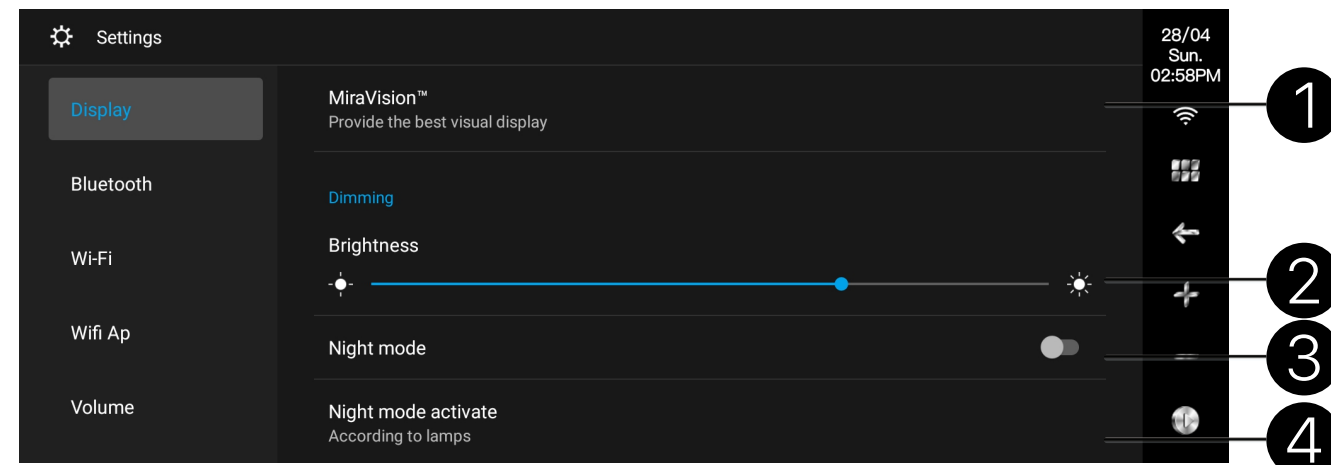 Settings
28/04
Sun.
02:58PM
Display
Bluetooth
Wi-Fi
Wifi Ap
Volume
MiraVision™
Provide the best visual display
Dimming
Brightness
Night mode
Night mode activate
According to lamps
1
2
3
4